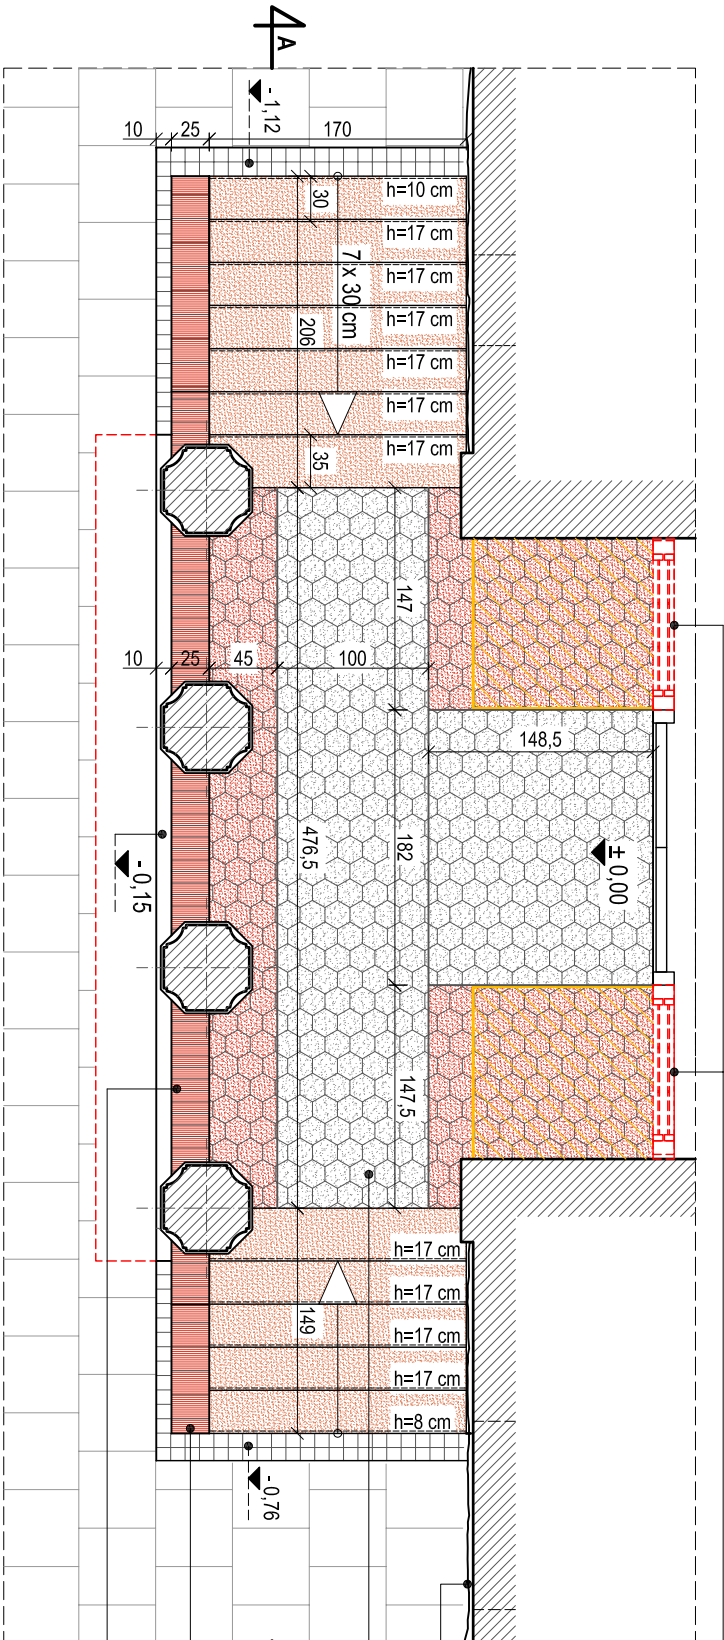 A
- 1,12
10
25
170
h=10 cm
30
h=17 cm
7 x 30 cm
h=17 cm
206
h=17 cm
h=17 cm
h=17 cm
35
h=17 cm
147
10
25
45
100
148,5
476,5
182
± 0,00
- 0,15
147,5
h=17 cm
h=17 cm
149
h=17 cm
h=17 cm
h=8 cm
- 0,76